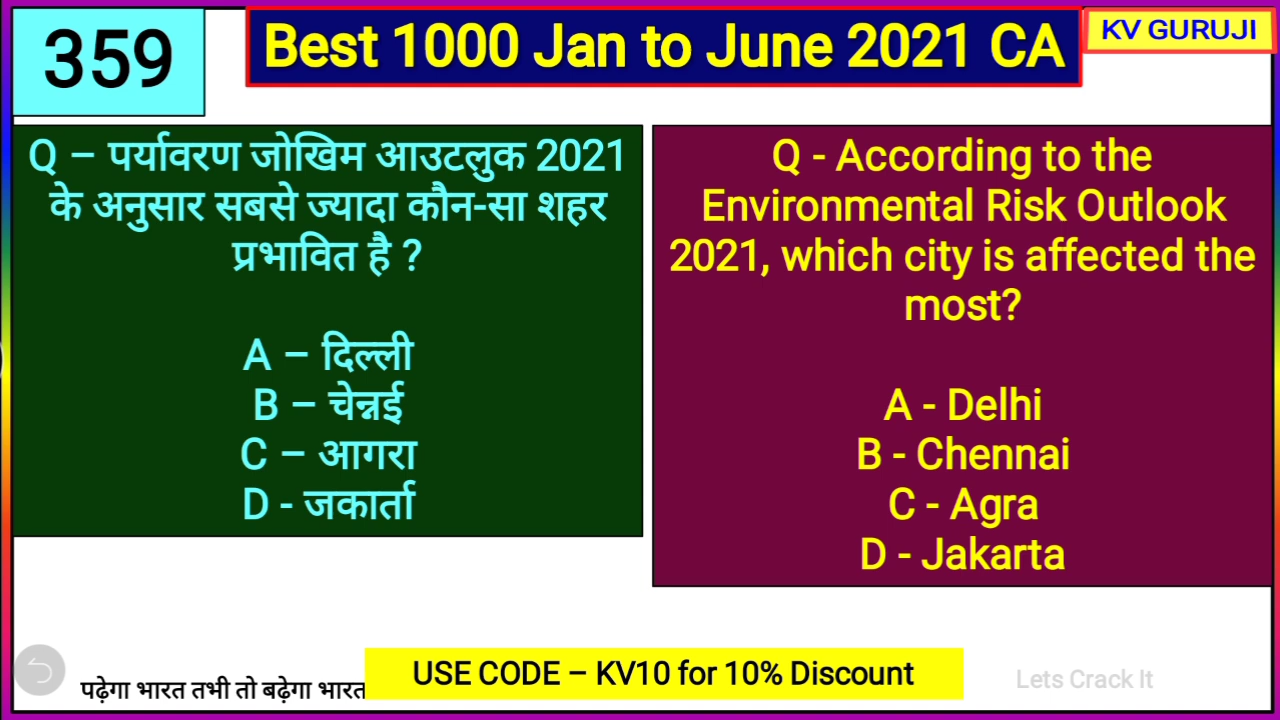 359
Best 1000 Jan to June 2021 CA
KV GURUJI
Q – पर्यावरण जोखिम आउटलुक 2021
के अनुसार सबसे ज्यादा कौन-सा शहर
प्रभावित है ?
A – दिल्ली
B – चेन्नई
C – आगरा
D - जकार्ता
Q - According to the
Environmental Risk Outlook
2021, which city is affected the
most?
A - Delhi
B - Chennai
C - Agra
D - Jakarta
पढ़ेगा भारत तभी तो बढ़ेगा भारत
USE CODE – KV10 for 10% Discount
Lets Crack It